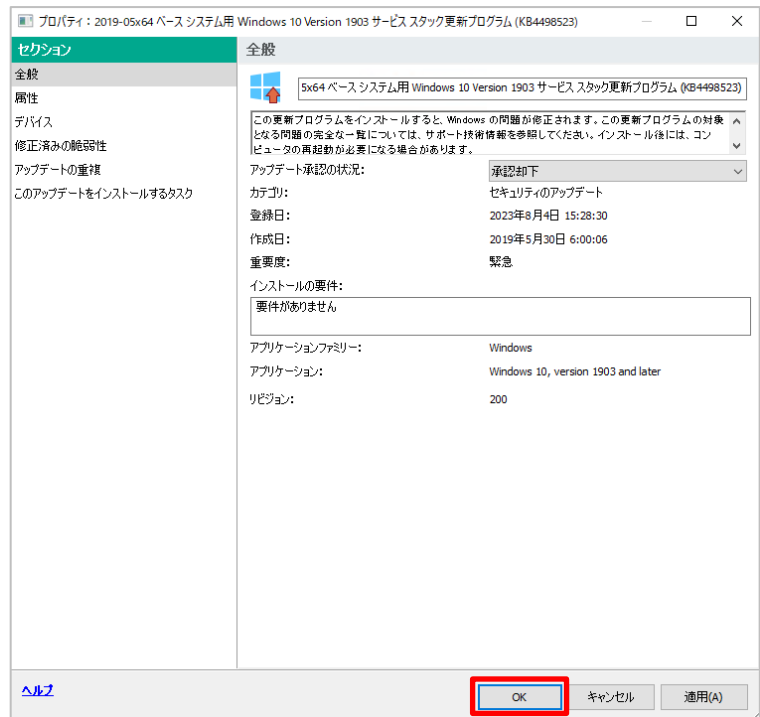 プロパティ：2019-05x64 ベース システム用 Windows 10 Version 1903 サービス スタック更新プログラム (KB4498523)
セクション
全般
属性
デバイス
修正済みの脆弱性
アップデートの重複
このアップデートをインストールするタスク
全般
5x64 ベース システム用 Windows 10 Version 1903 サービス スタック更新プログラム (KB4498523)
この更新プログラムをインストールすると、Windows の問題が修正されます。この更新プログラムの対象
となる問題の完全な一覧については、サポート技術情報を参照してください。インストール後には、コン
ピュータの再起動が必要になる場合があります。
アップデート承認の状況: 承認却下
カテゴリ: セキュリティのアップデート
登録日: 2023年8月4日 15:28:30
作成日: 2019年5月30日 6:00:06
重要度: 緊急
インストールの要件:
要件がありません
アプリケーションファミリー: Windows
アプリケーション: Windows 10, version 1903 and later
リビジョン: 200
ヘルプ
OK
キャンセル
適用(A)